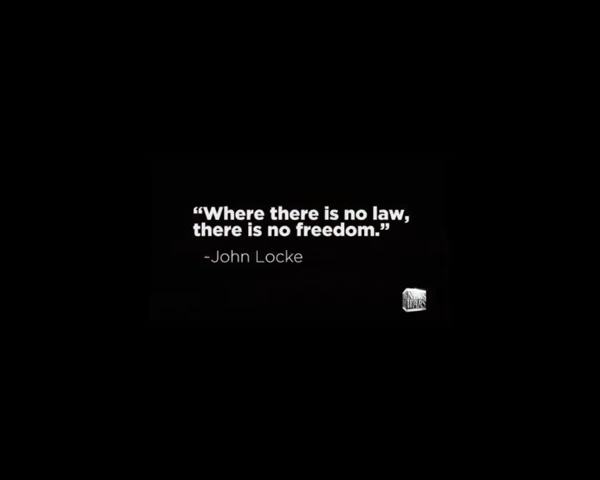 “Where there is no law,
there is no freedom.”
-John Locke